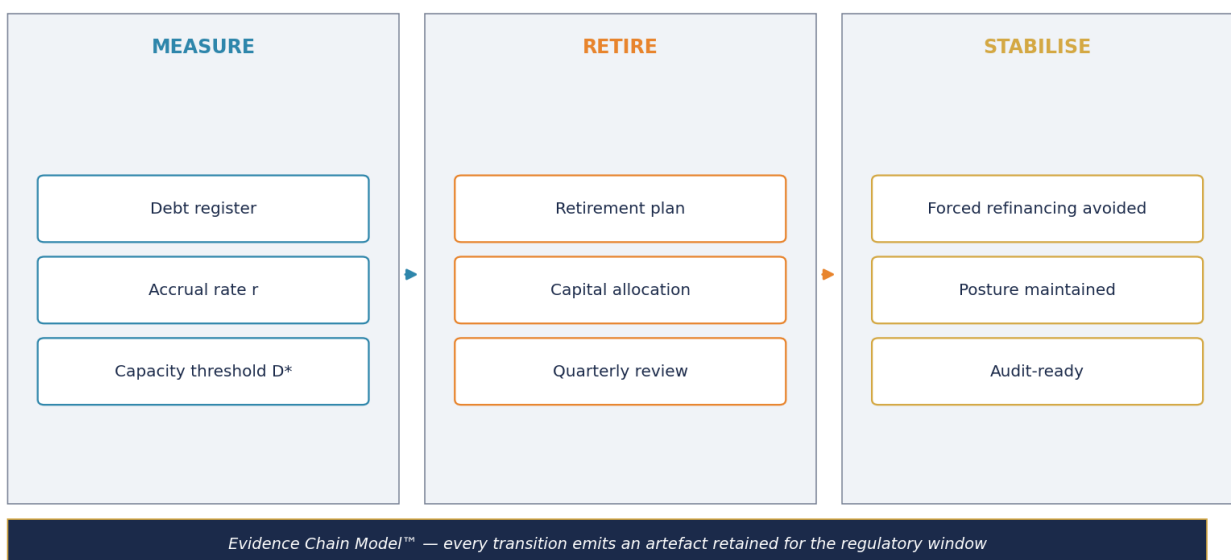 MEASURE
Debt register
Accrual rate r
Capacity threshold D*
RETIRE
Retirement plan
Capital allocation
Quarterly review
STABILISE
Forced refinancing avoided
Posture maintained
Audit-ready
Evidence Chain Model™ — every transition emits an artefact retained for the regulatory window